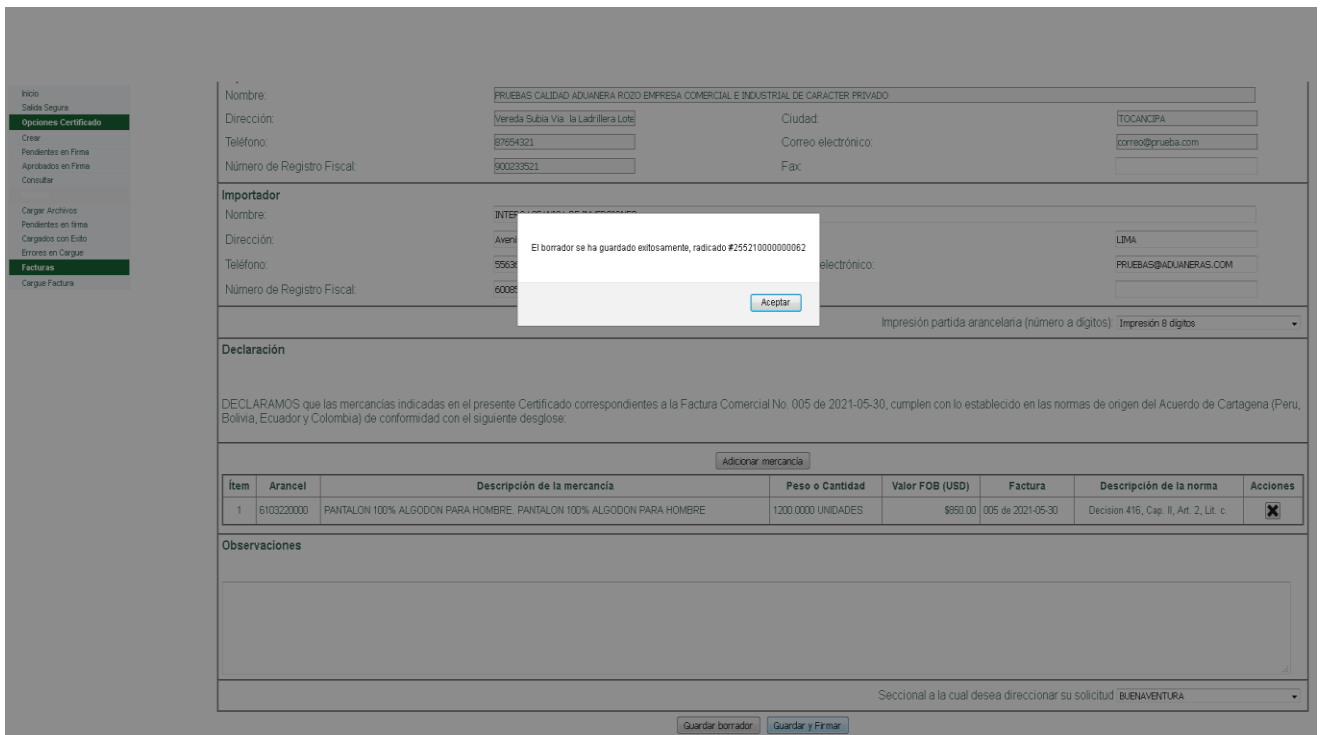 Inicio
Salida Segura
Opciones Certificado
Crear
Pendientes en Firma
Aprobados en Firma
Consultar
Cargar Archivos
Pendientes en firma
Cargados con Exito
Errores en Cargue
Facturas
Cargue Factura
Nombre: PRUEBAS CALIDAD ADUANERA ROZO EMPRESA COMERCIAL E INDUSTRIAL DE CARACTER PRIVADO
Dirección: Vereda Subia Via la Ladrillera Lote Ciudad: TOCANCIPA
Teléfono: 87654321 Correo electrónico: correo@prueba.com
Número de Registro Fiscal: 900233521 Fax:
Importador
Nombre:
Dirección: Aveni LIMA
Teléfono: 5563 electrónico: PRUEBAS@ADUANERAS.COM
Número de Registro Fiscal: 6008
El borrador se ha guardado exitosamente, radicado #255210000000062
Aceptar
Impresión partida arancelaria (número a dígitos): Impresión 8 dígitos
Declaración
DECLARAMOS que las mercancías indicadas en el presente Certificado correspondientes a la Factura Comercial No. 005 de 2021-05-30, cumplen con lo establecido en las normas de origen del Acuerdo de Cartagena (Peru,
Bolivia, Ecuador y Colombia) de conformidad con el siguiente desglose:
Adicionar mercancía
Ítem Arancel Descripción de la mercancía Peso o Cantidad Valor FOB (USD) Factura Descripción de la norma Acciones
1 6103220000 PANTALON 100% ALGODON PARA HOMBRE. PANTALON 100% ALGODON PARA HOMBRE 1200.0000 UNIDADES $850.00 005 de 2021-05-30 Decision 416, Cap. II, Art. 2, Lit. c.
Observaciones
Seccional a la cual desea direccionar su solicitud BUENAVENTURA
Guardar borrador Guardar y Firmar